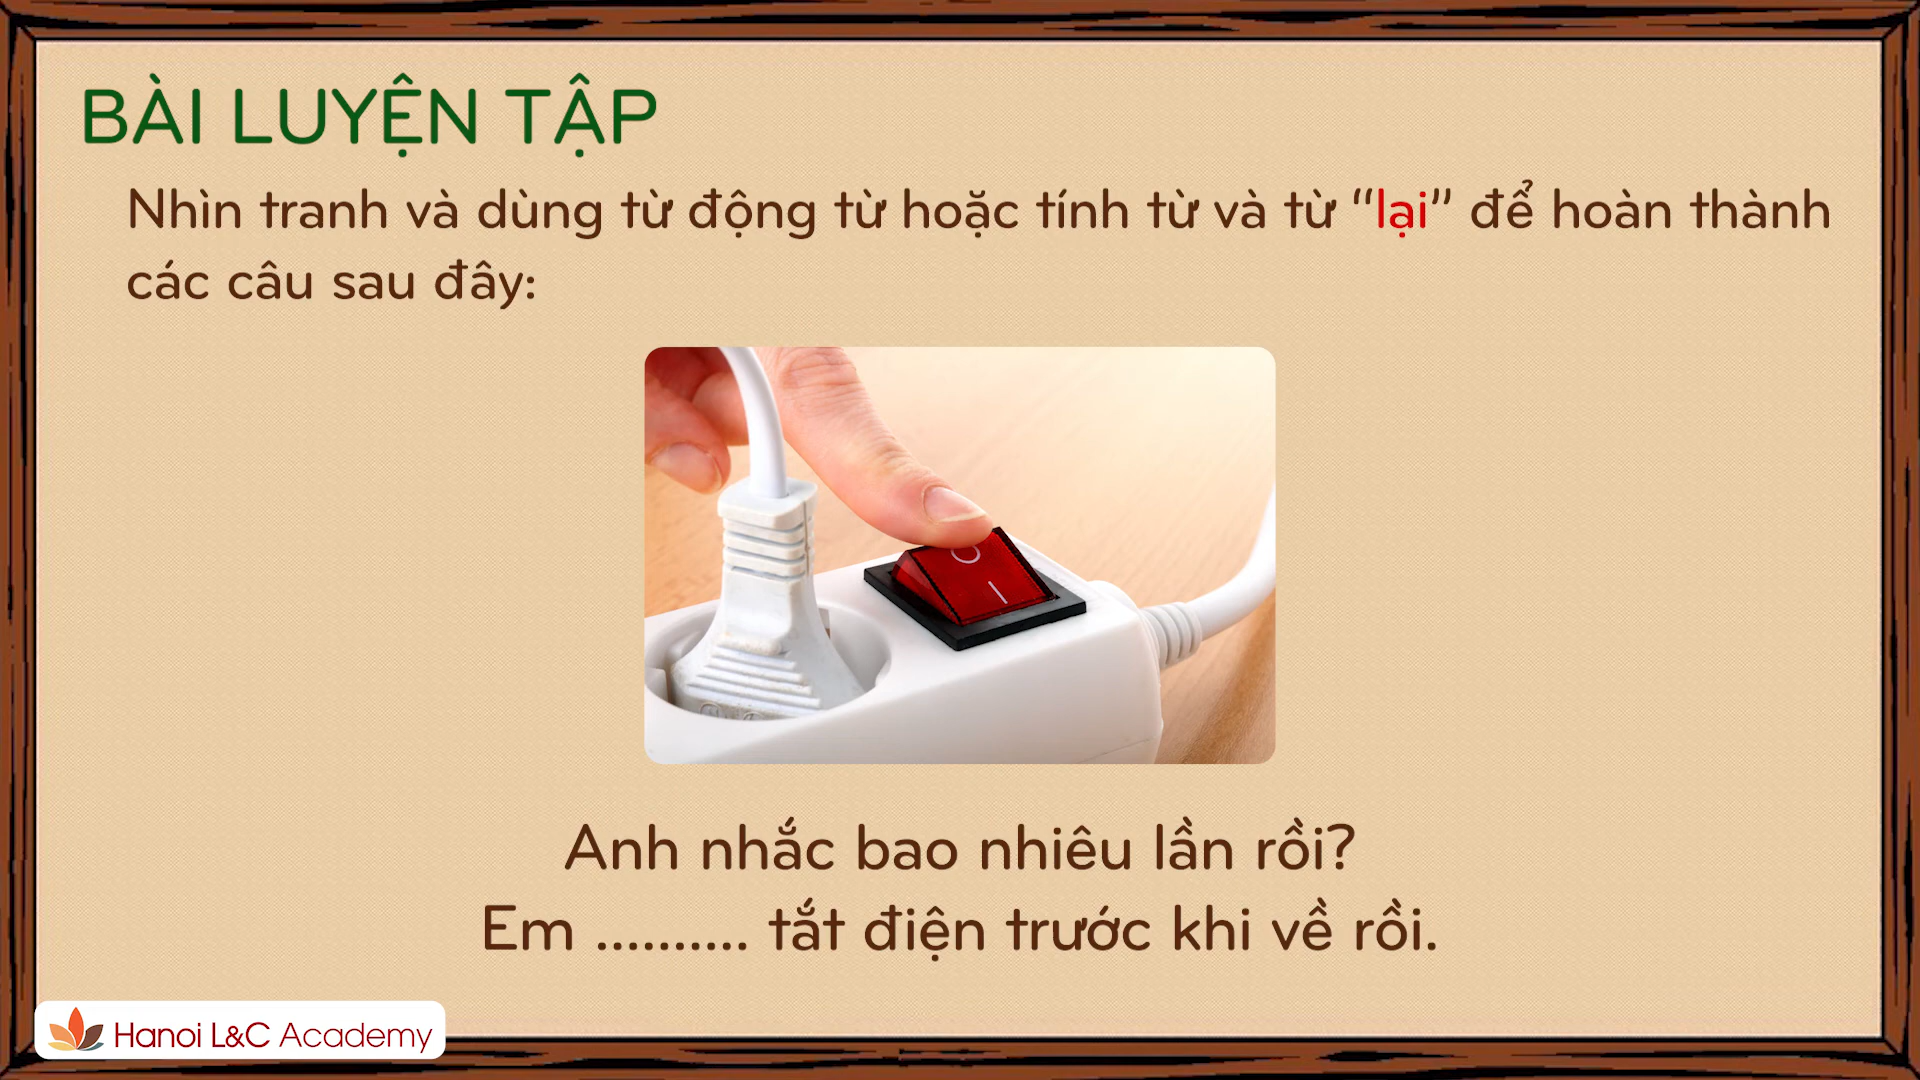 BÀI LUYỆN TẬP
Nhìn tranh và dùng từ động từ hoặc tính từ và từ “lại” để hoàn thành
các câu sau đây:
Anh nhắc bao nhiêu lần rồi?
Em .......... tắt điện trước khi về rồi.
Hanoi L&C Academy